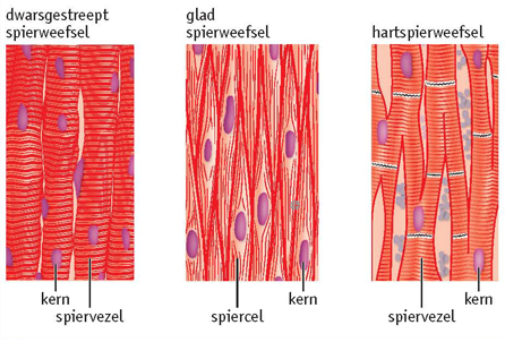 dwarsgestreept
spierweefsel
glad
spierweefsel
hartspierweefsel
kern
spiervezel
spiercel
kern
kern
spiervezel